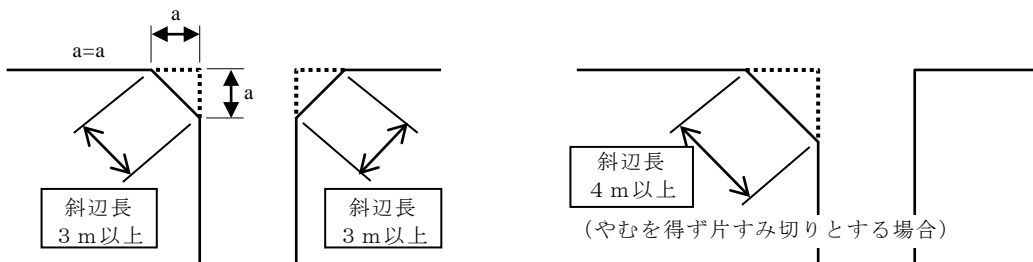 a
a=a
a
斜辺長
３ｍ以上
斜辺長
３ｍ以上
斜辺長
４ｍ以上
（やむを得ず片すみ切りとする場合）